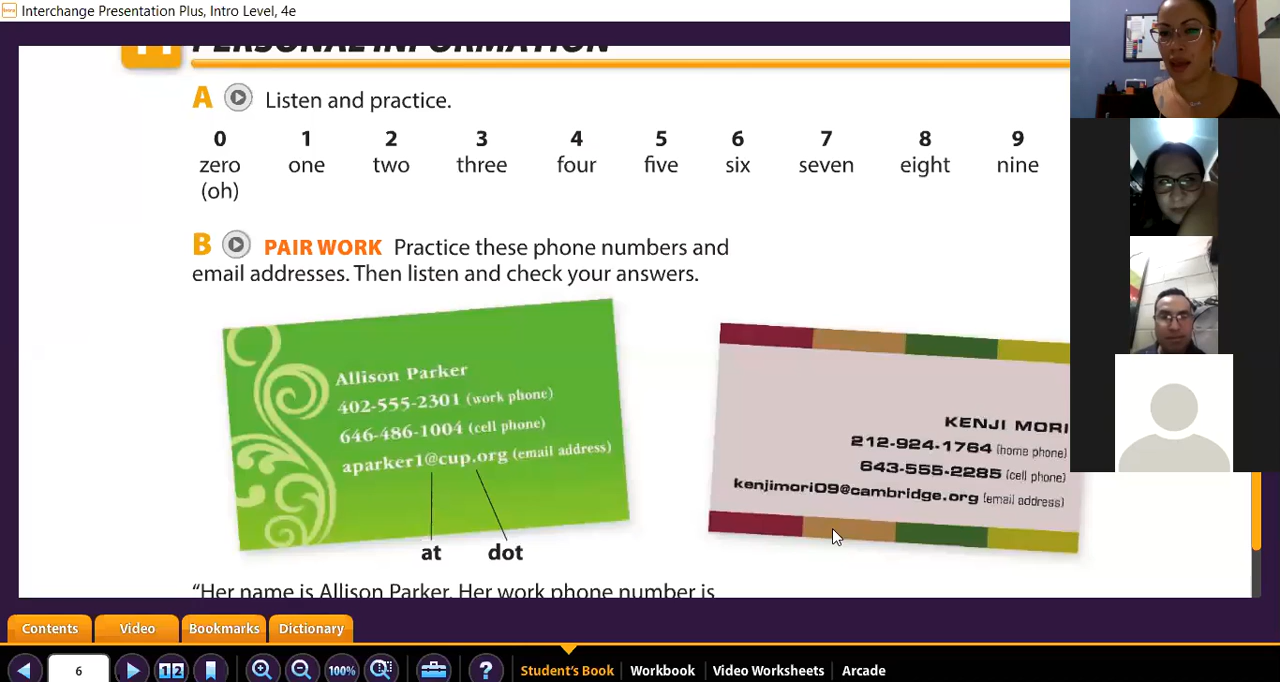 Interchange Presentation Plus, Intro Level, 4e
PERSONAL INFORMATION
A Listen and practice.
0 1 2 3 4 5 6 7 8 9
zero one two three four five six seven eight nine
(oh)
B PAIR WORK Practice these phone numbers and
email addresses. Then listen and check your answers.
Allison Parker
402-555-2301 (work phone)
646-486-1004 (cell phone)
aparker1@cup.org (email address)
at dot
KENJI MORI
212-924-1764 (home phone)
643-555-2285 (cell phone)
kenjimori09@cambridge.org (email address)
“Her name is Allison Parker. Her work phone number is
Contents Video Bookmarks Dictionary
6 1 2 100% ? Student's Book Workbook Video Worksheets Arcade